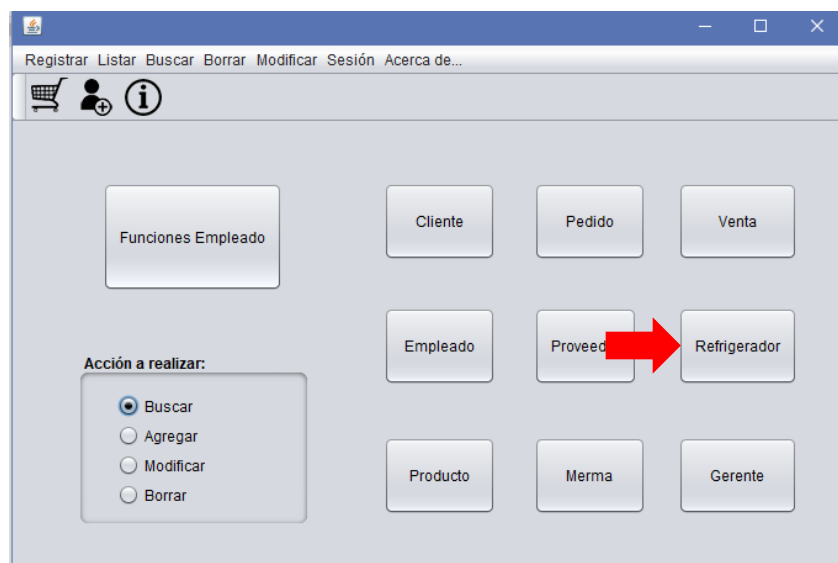 Registrar Listar Buscar Borrar Modificar Sesión Acerca de...
Funciones Empleado
Cliente Pedido Venta
Empleado Refrigerador
Acción a realizar:
Buscar
Agregar
Modificar
Borrar
Producto Merma Gerente